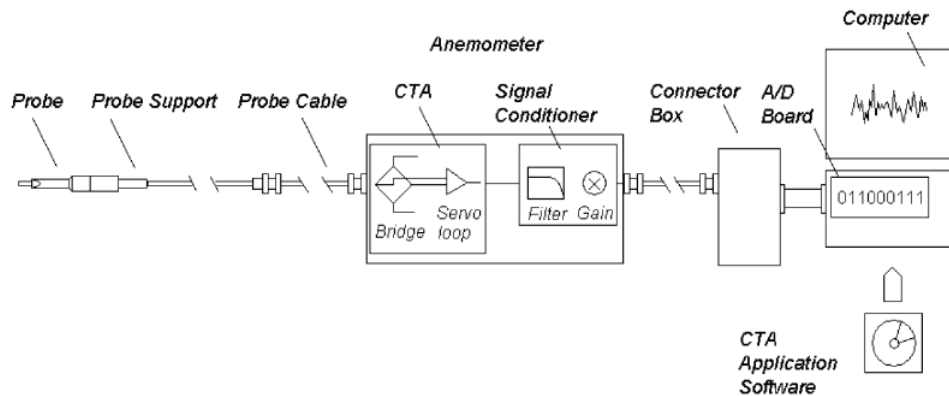 Computer
Anemometer
Probe
Probe Support
Probe Cable
CTA
Signal
Conditioner
Connector
Box
A/D
Board
011000111
Bridge
Servo
loop
Filter
Gain
CTA
Application
Software